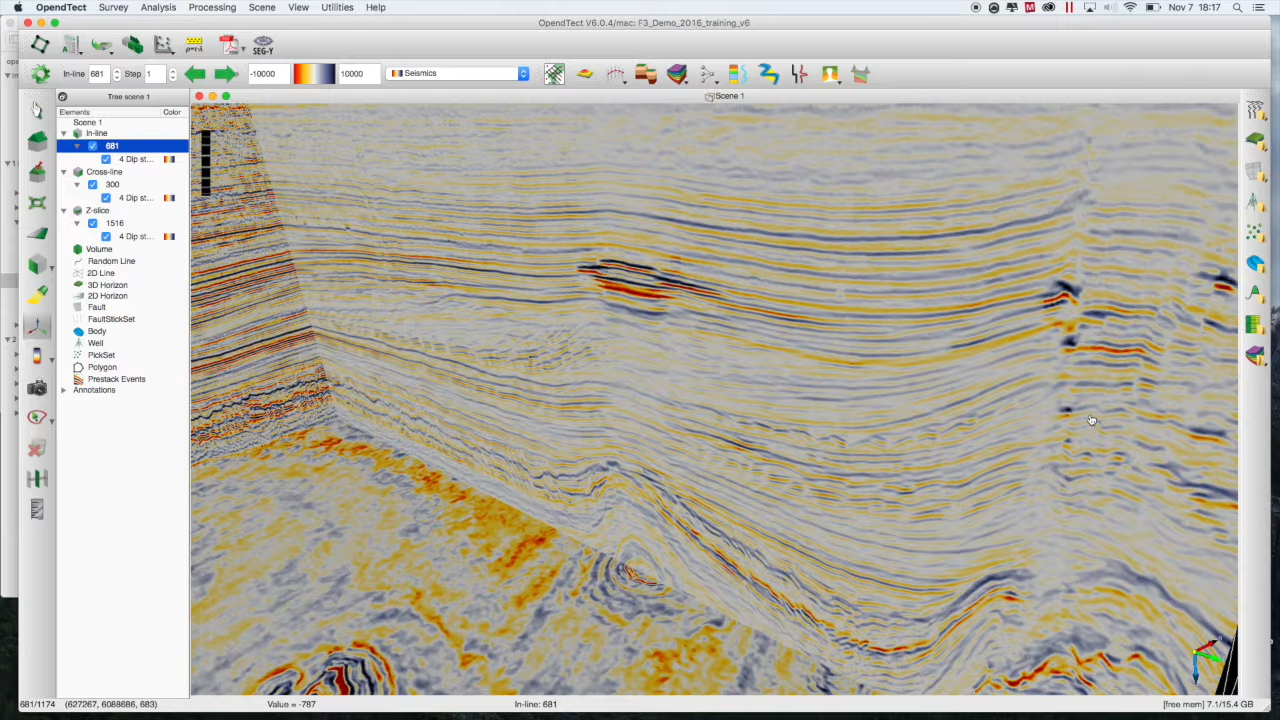 OpendTect Survey Analysis Processing Scene View Utilities Help Nov 7 18:17
OpendTect V6.0.4/mac: F3_Demo_2016_training_v6
SEG-Y
In-line 681 Step 1 -10000 10000 Seismics
Tree scene 1 Scene 1
Elements Color
Scene 1
In-line
681
4 Dip st...
Cross-line
300
4 Dip st...
Z-slice
1516
4 Dip st...
Volume
Random Line
2D Line
3D Horizon
2D Horizon
Fault
FaultStickSet
Body
Well
PickSet
Polygon
Prestack Events
Annotations
681/1174 (627267, 6088686, 683) Value = -787 In-line: 681 [free mem] 7.1/15.4 GB